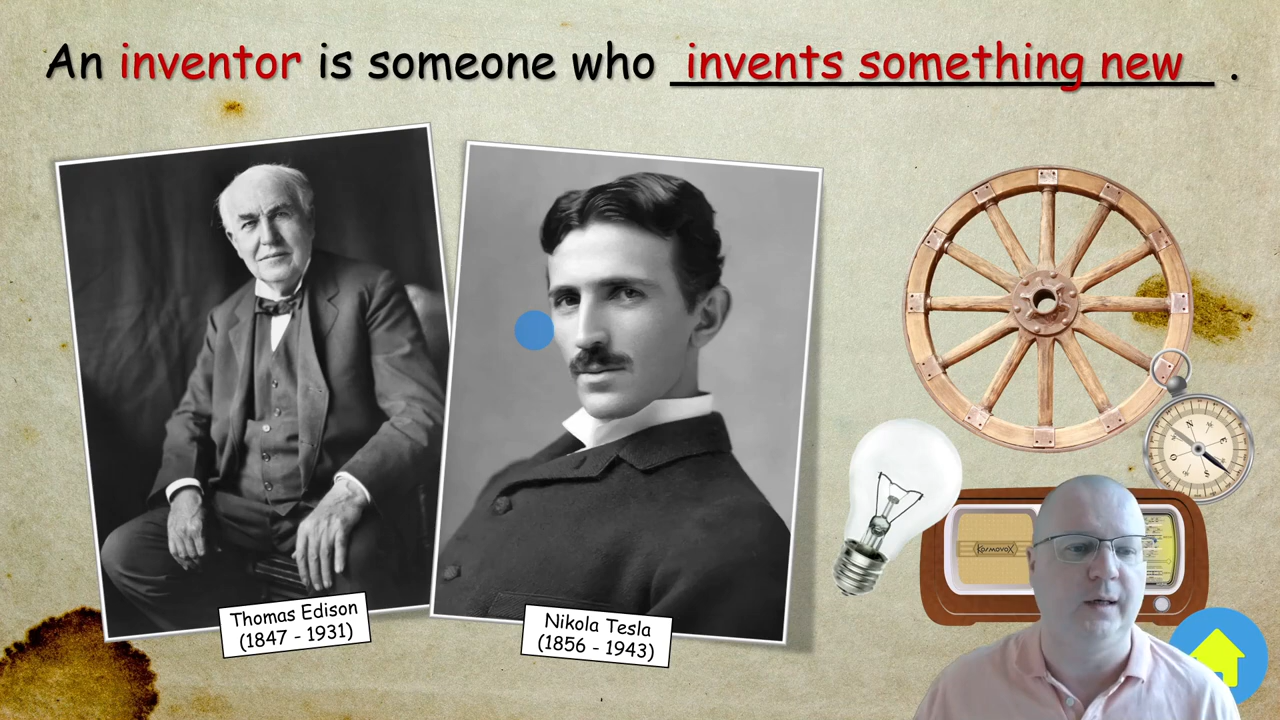 An inventor is someone who invents something new .
Thomas Edison
(1847 - 1931)
Nikola Tesla
(1856 - 1943)
Kosmovox